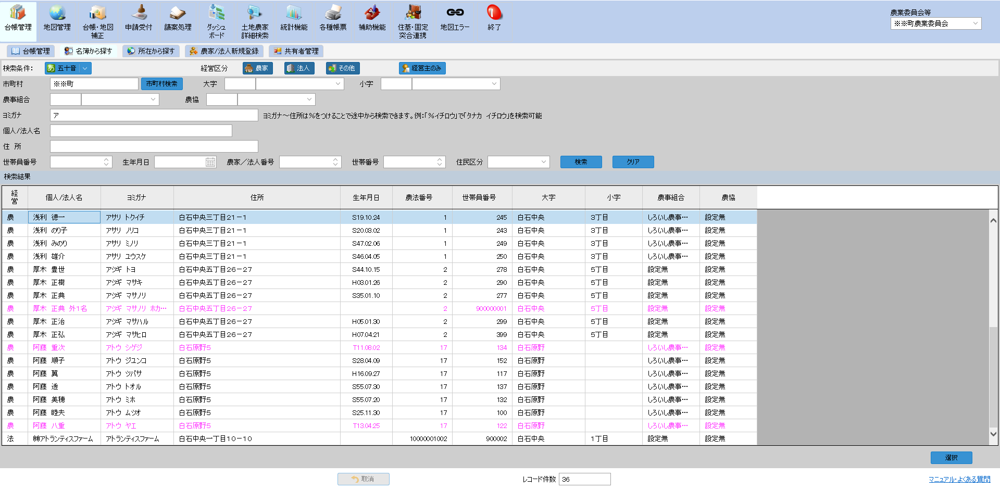 台帳管理 地図管理 台帳・地図補正 申請受付 議案処理 ダッシュボード 土地農家詳細検索 統計機能 各種帳票 補助機能 住基・固定突合連携 地図エラー 終了
農業委員会等
※※町農業委員会
台帳管理 名簿から探す 所在から探す 農家/法人新規登録 共有者管理
検索条件: あ 五十音 経営区分 農家 法人 その他 経営主のみ
市町村 ※※町 市町村検索 大字 小字
農事組合 農協
ヨミガナ ア ヨミガナ～住所は%をつけることで途中から検索できます。例:「%イチロウ」で「タナカ イチロウ」を検索可能
個人/法人名
住 所
世帯員番号 生年月日 農家／法人番号 世帯番号 住民区分 検索 クリア
検索結果
経営 個人/法人名 ヨミガナ 住所 生年月日 農法番号 世帯員番号 大字 小字 農事組合 農協
農 浅利 徳一 アサリ トクイチ 白石中央三丁目２１－１ S19.10.24 1 245 白石中央 ３丁目 しろいし農事… 設定無
農 浅利 のり子 アサリ ノリコ 白石中央三丁目２１－１ S20.03.02 1 243 白石中央 ３丁目 しろいし農事… 設定無
農 浅利 みのり アサリ ミノリ 白石中央三丁目２１－１ S47.02.06 1 249 白石中央 ３丁目 しろいし農事… 設定無
農 浅利 雄介 アサリ ユウスケ 白石中央三丁目２１－１ S46.04.05 1 250 白石中央 ３丁目 しろいし農事… 設定無
農 厚木 豊世 アツギ トヨ 白石中央五丁目２６－２７ S44.10.15 2 278 白石中央 ５丁目 設定無 設定無
農 厚木 正樹 アツギ マサキ 白石中央五丁目２６－２７ H03.01.26 2 290 白石中央 ５丁目 設定無 設定無
農 厚木 正典 アツギ マサノリ 白石中央五丁目２６－２７ S35.01.10 2 277 白石中央 ５丁目 設定無 設定無
農 厚木 正典 外１名 アツギ マサノリ ホカ… 白石中央五丁目２６－２７ 2 900000001 白石中央 ５丁目 設定無 設定無
農 厚木 正治 アツギ マサハル 白石中央五丁目２６－２７ H05.01.30 2 299 白石中央 ５丁目 設定無 設定無
農 厚木 正弘 アツギ マサヒロ 白石中央五丁目２６－２７ H07.04.21 2 399 白石中央 ５丁目 設定無 設定無
農 阿藤 重次 アトウ シゲジ 白石原野５ T11.08.02 17 134 白石原野 しろいし農事… 設定無
農 阿藤 順子 アトウ ジュンコ 白石原野５ S28.04.09 17 152 白石原野 しろいし農事… 設定無
農 阿藤 翼 アトウ ツバサ 白石原野５ H16.09.27 17 117 白石原野 しろいし農事… 設定無
農 阿藤 透 アトウ トオル 白石原野５ S55.07.30 17 137 白石原野 しろいし農事… 設定無
農 阿藤 美穂 アトウ ミホ 白石原野５ S55.07.20 17 132 白石原野 しろいし農事… 設定無
農 阿藤 睦夫 アトウ ムツオ 白石原野５ S25.11.30 17 100 白石原野 しろいし農事… 設定無
農 阿藤 八重 アトウ ヤエ 白石原野５ T13.04.25 17 122 白石原野 しろいし農事… 設定無
法 ㈱アトランティスファーム アトランティスファーム 白石中央一丁目１０－１０ 10000001002 900002 白石中央 １丁目 設定無 設定無
選択
取消 レコード件数 36 マニュアル・よくある質問